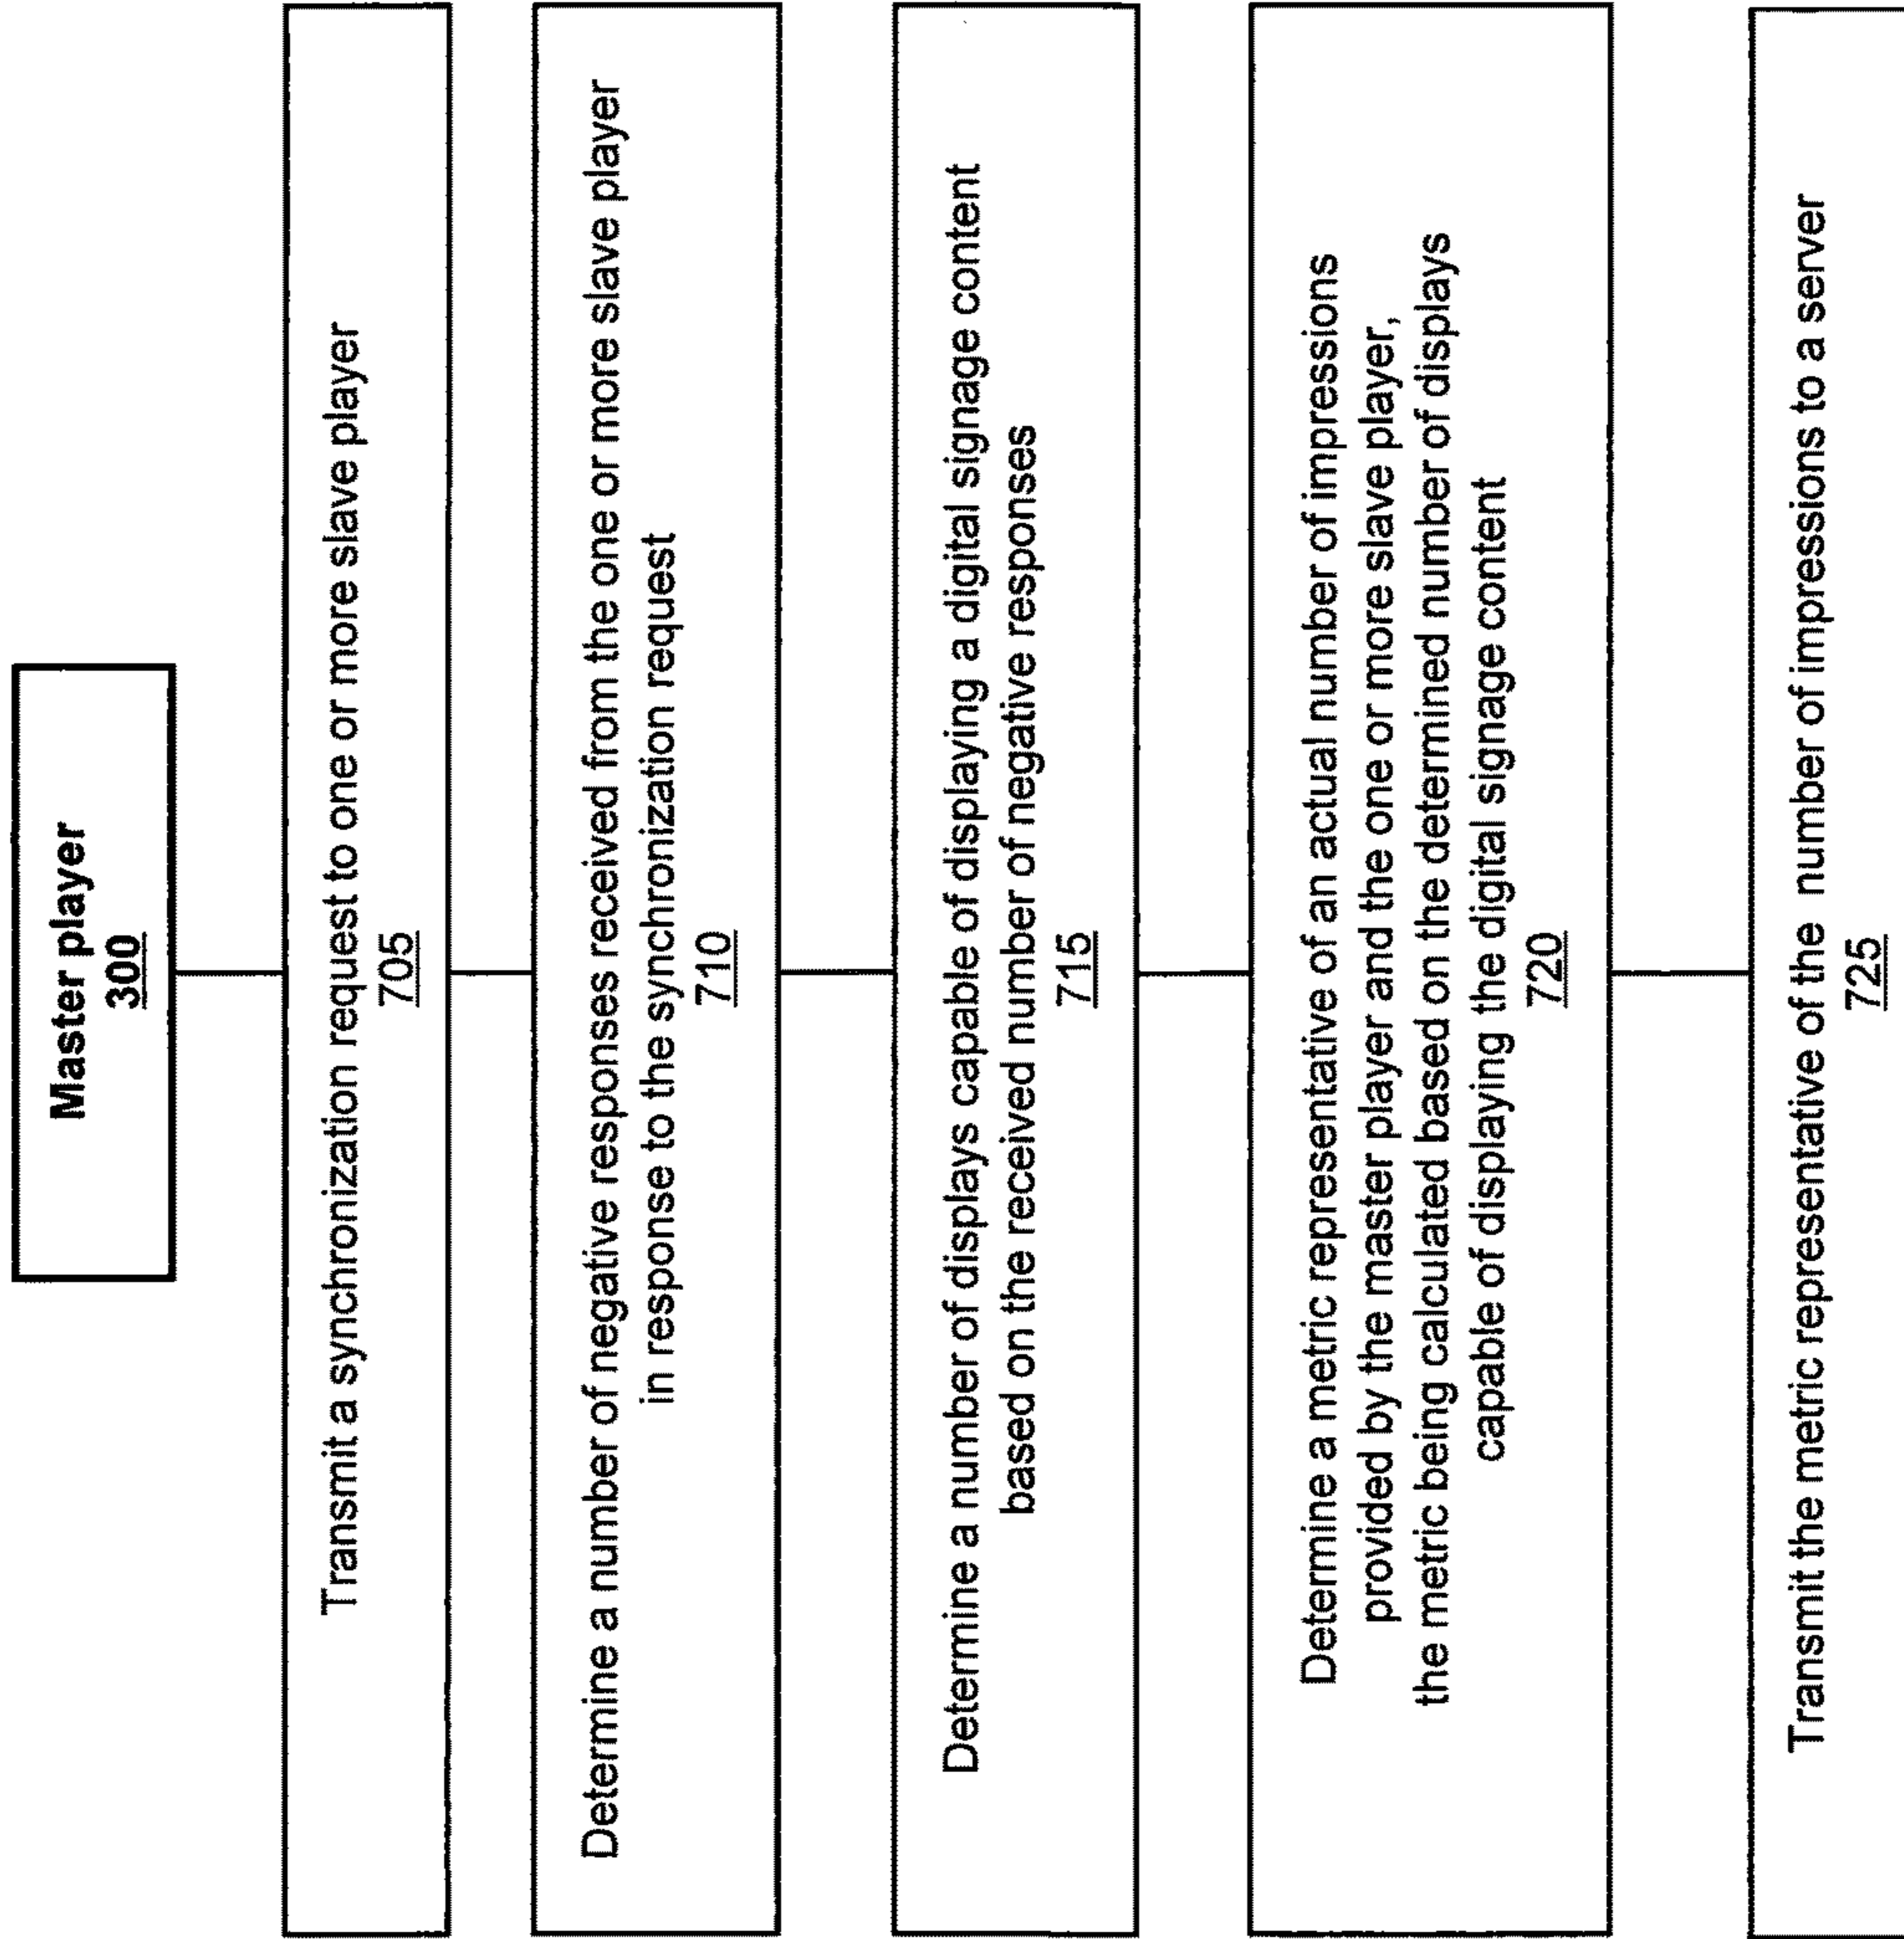 Master player
300
Transmit a synchronization request to one or more slave player
705
Determine a number of negative responses received from the one or more slave player
in response to the synchronization request
710
Determine a number of displays capable of displaying a digital signage content
based on the received number of negative responses
715
Determine a metric representative of an actual number of impressions
provided by the master player and the one or more slave player,
the metric being calculated based on the determined number of displays
capable of displaying the digital signage content
720
Transmit the metric representative of the number of impressions to a server
725